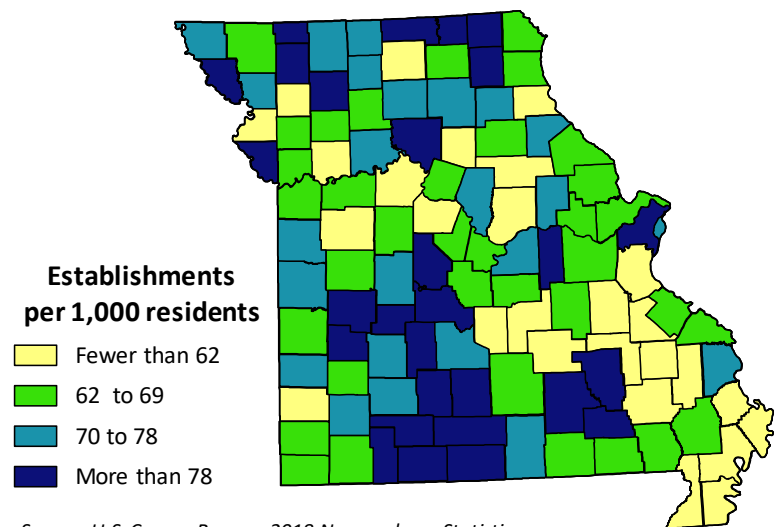 Establishments
per 1,000 residents
Fewer than 62
62 to 69
70 to 78
More than 78